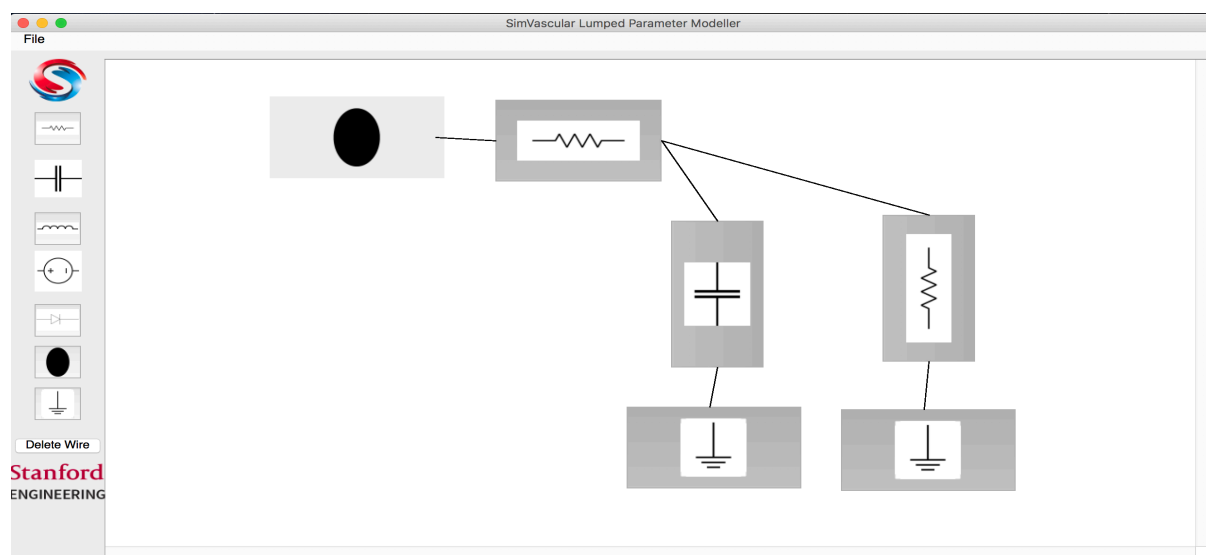 SimVascular Lumped Parameter Modeller
File
Delete Wire
Stanford
ENGINEERING